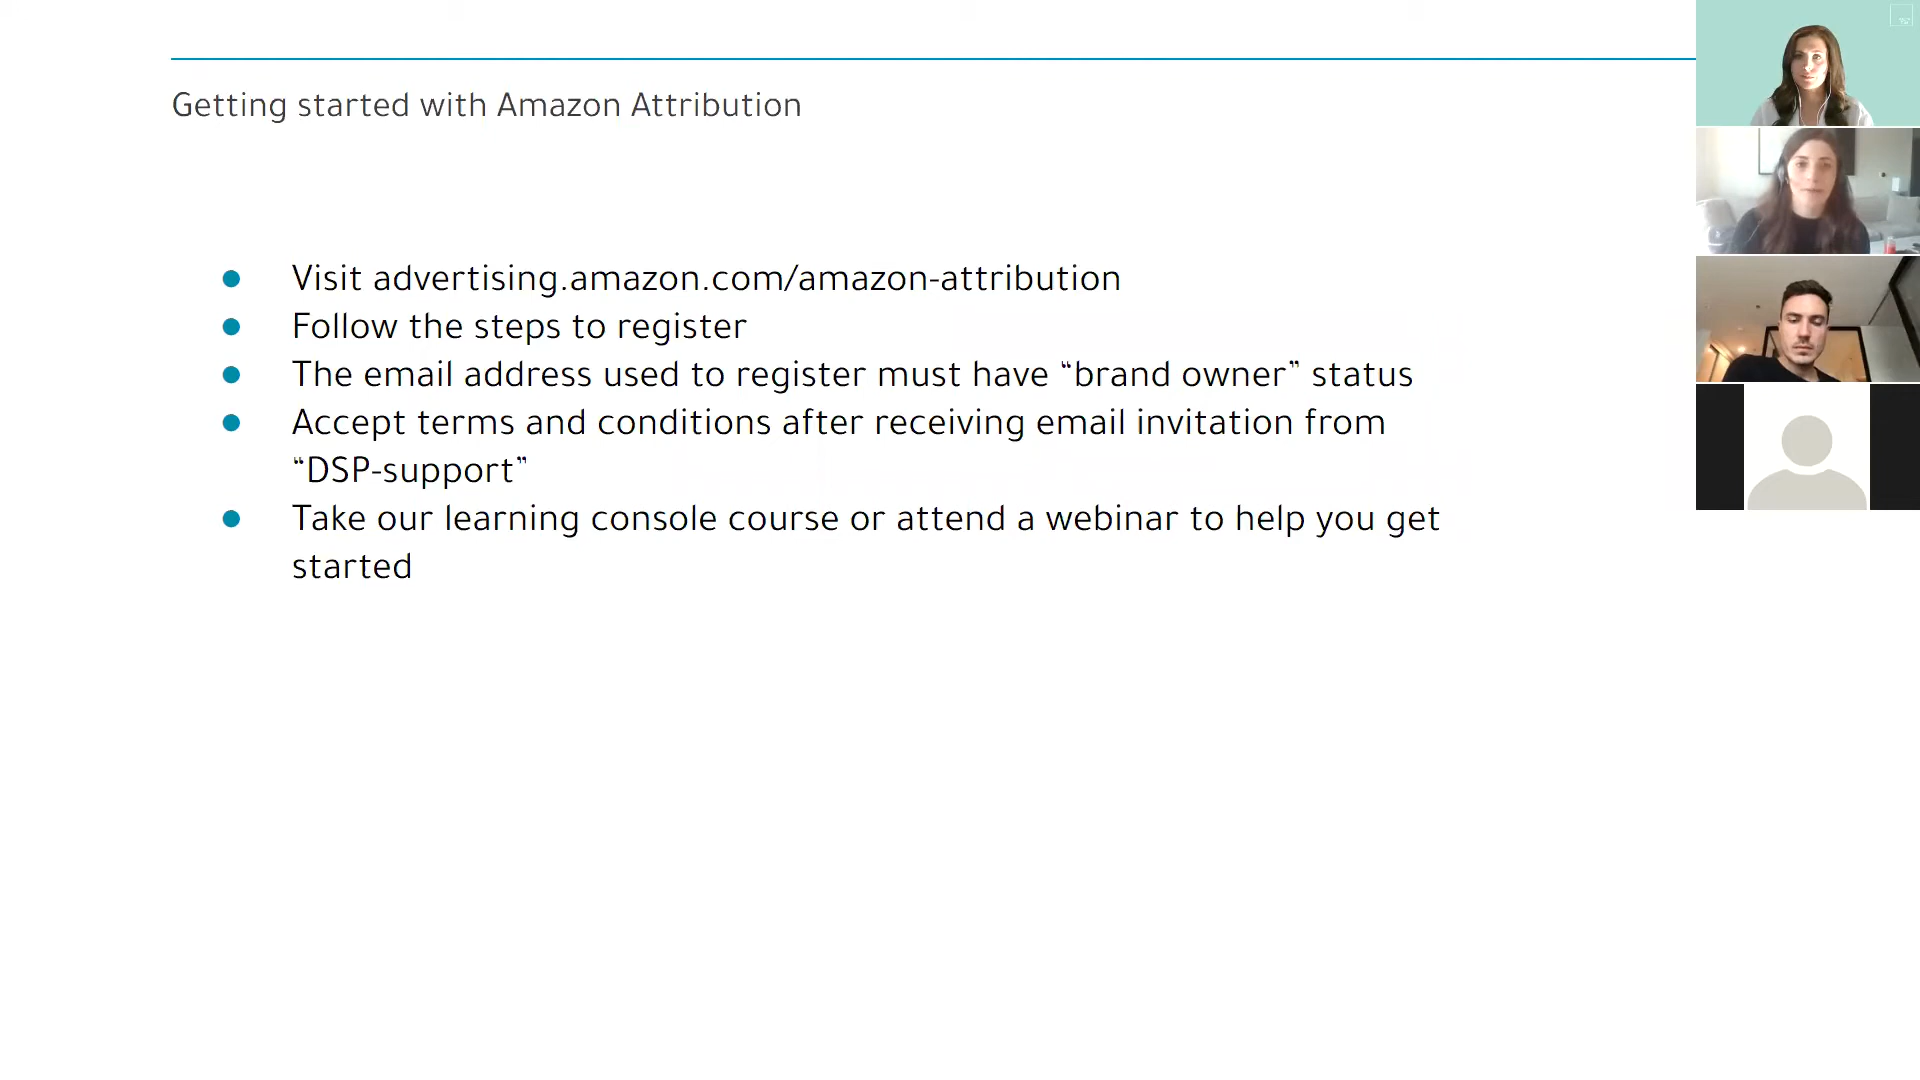 Getting started with Amazon Attribution
● Visit advertising.amazon.com/amazon-attribution
● Follow the steps to register
● The email address used to register must have “brand owner” status
● Accept terms and conditions after receiving email invitation from
“DSP-support”
● Take our learning console course or attend a webinar to help you get
started